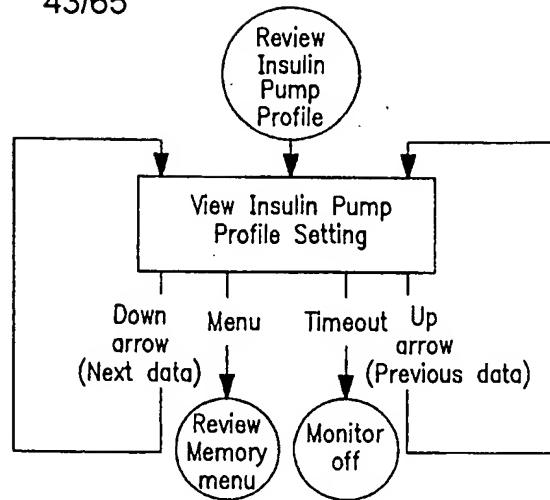 43/65
Review
Insulin
Pump
Profile
View Insulin Pump
Profile Setting
Down
arrow
(Next data)
Menu
Timeout
Up
arrow
(Previous data)
Review
Memory
menu
Monitor
off